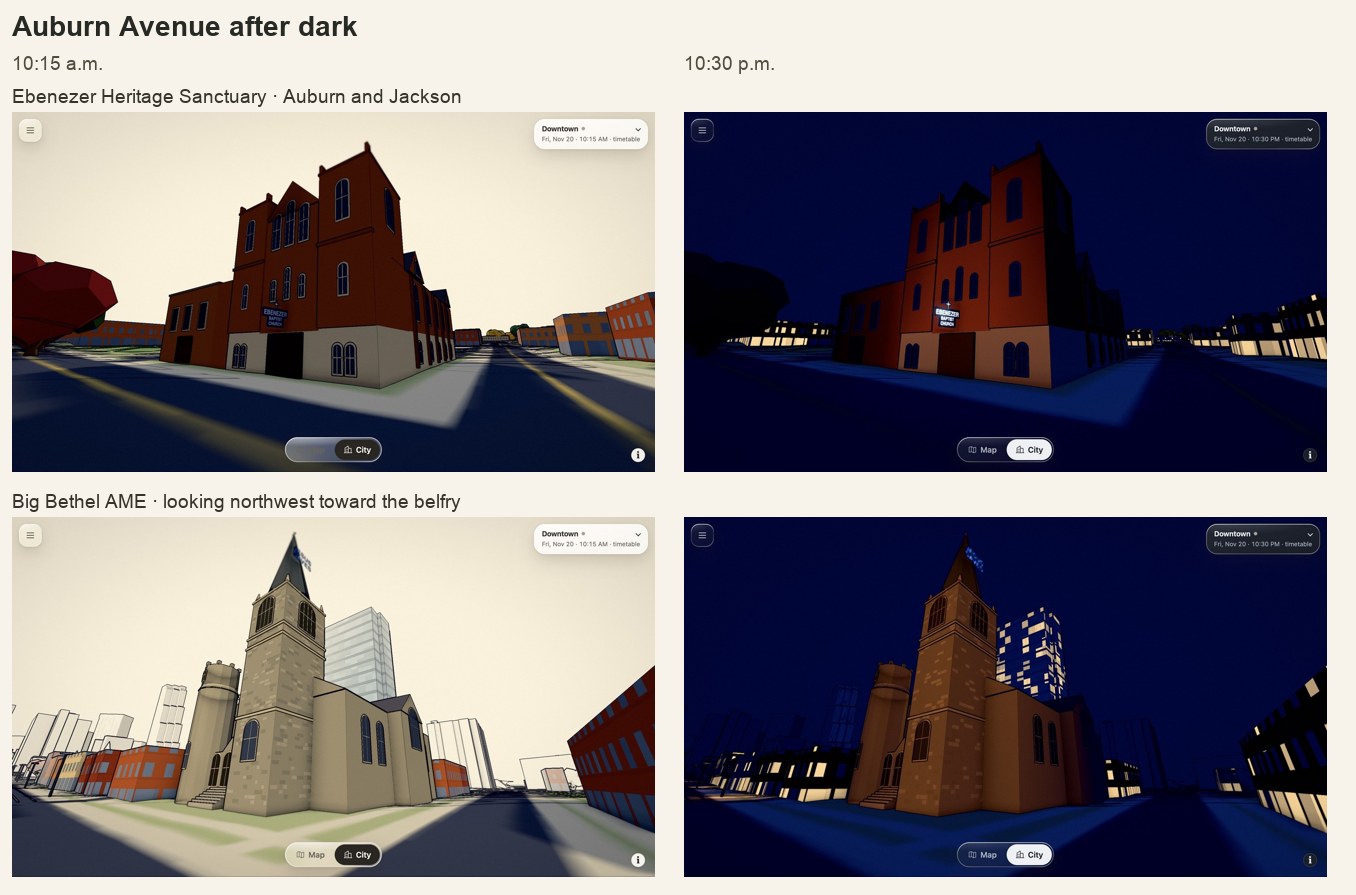 Auburn Avenue after dark
10:15 a.m.
10:30 p.m.
Ebenezer Heritage Sanctuary · Auburn and Jackson
Downtown
Fri, Nov 20 · 10:15 AM · timetable
EBENEZER
BAPTIST
CHURCH
City
Downtown
Fri, Nov 20 · 10:30 PM · timetable
EBENEZER
BAPTIST
CHURCH
Map
City
Big Bethel AME · looking northwest toward the belfry
Downtown
Fri, Nov 20 · 10:15 AM · timetable
Map
City
Downtown
Fri, Nov 20 · 10:30 PM · timetable
Map
City